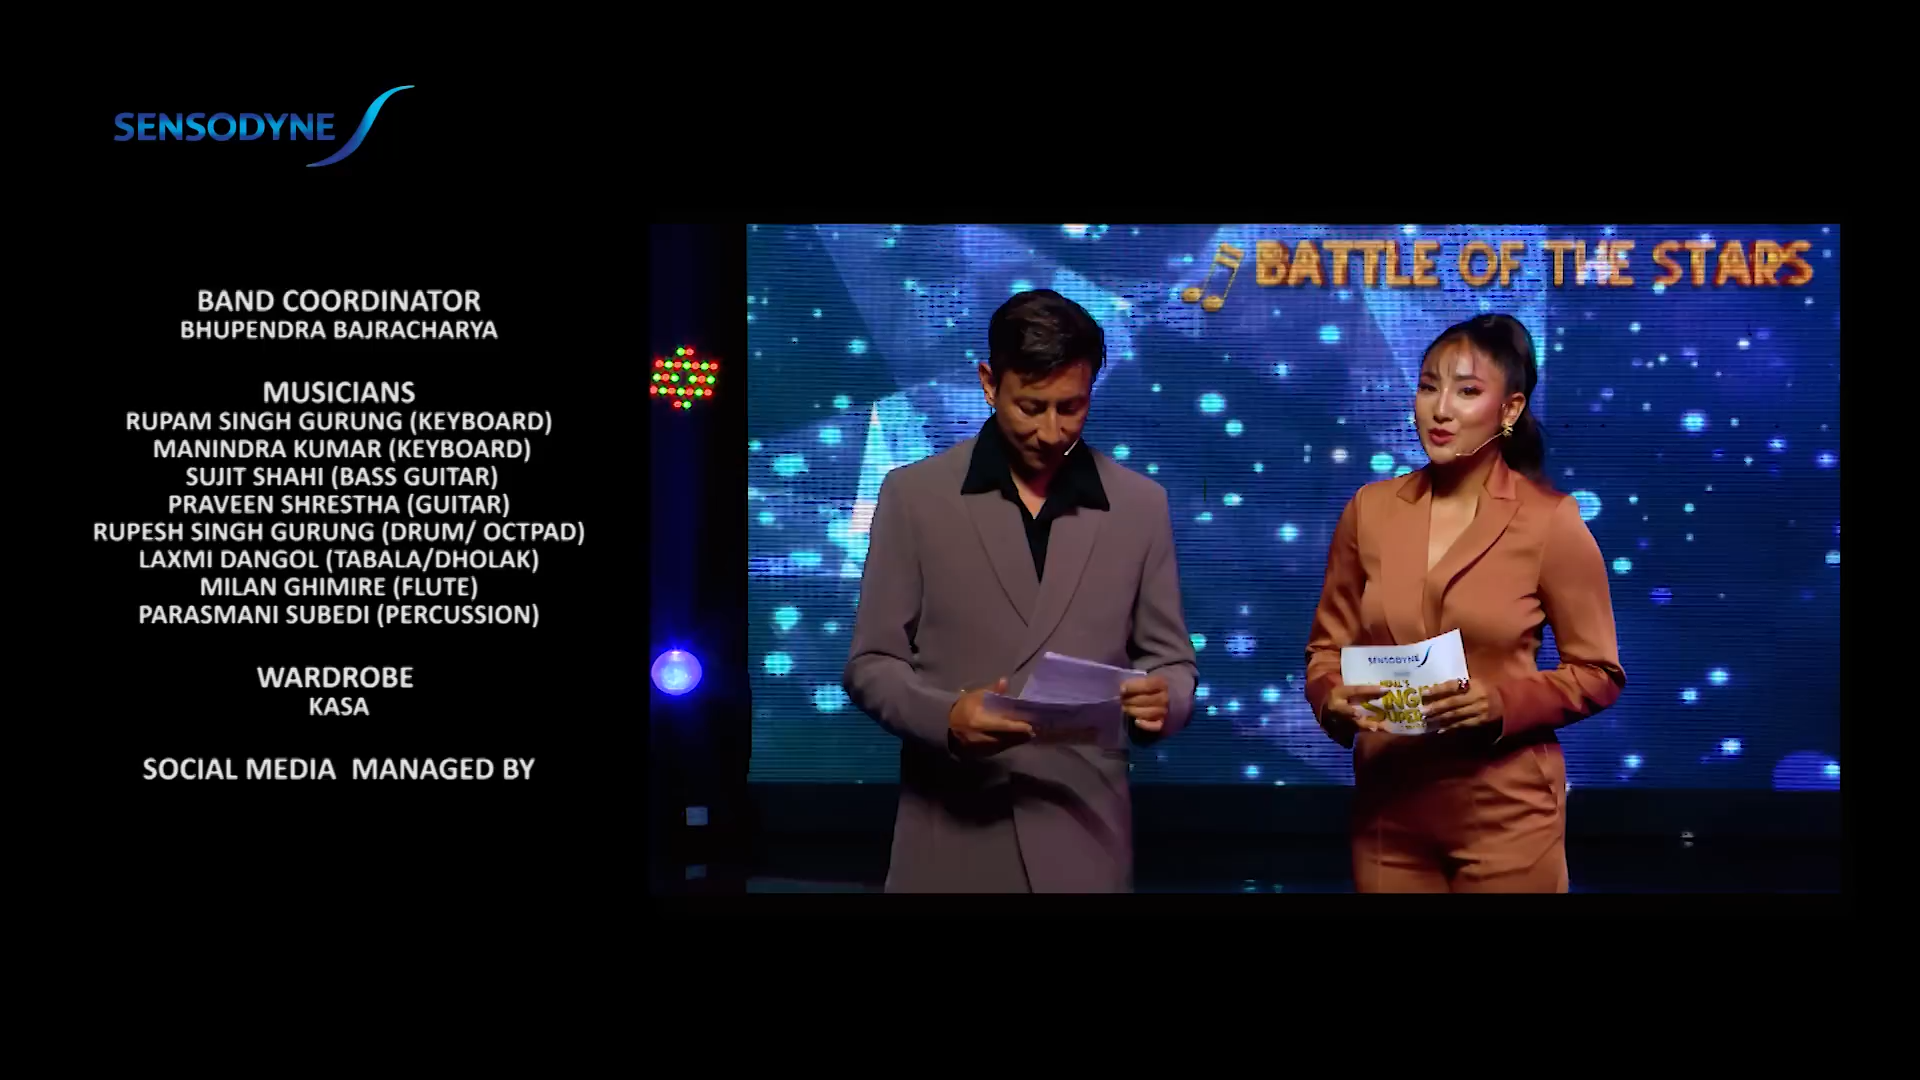 SENSODYNE
BAND COORDINATOR
BHUPENDRA BAJRACHARYA
MUSICIANS
RUPAM SINGH GURUNG (KEYBOARD)
MANINDRA KUMAR (KEYBOARD)
SUJIT SHAHI (BASS GUITAR)
PRAVEEN SHRESTHA (GUITAR)
RUPESH SINGH GURUNG (DRUM/ OCTPAD)
LAXMI DANGOL (TABALA/DHOLAK)
MILAN GHIMIRE (FLUTE)
PARASMANI SUBEDI (PERCUSSION)
WARDROBE
KASA
SOCIAL MEDIA  MANAGED BY
BATTLE OF THE STARS
SENSODYNE